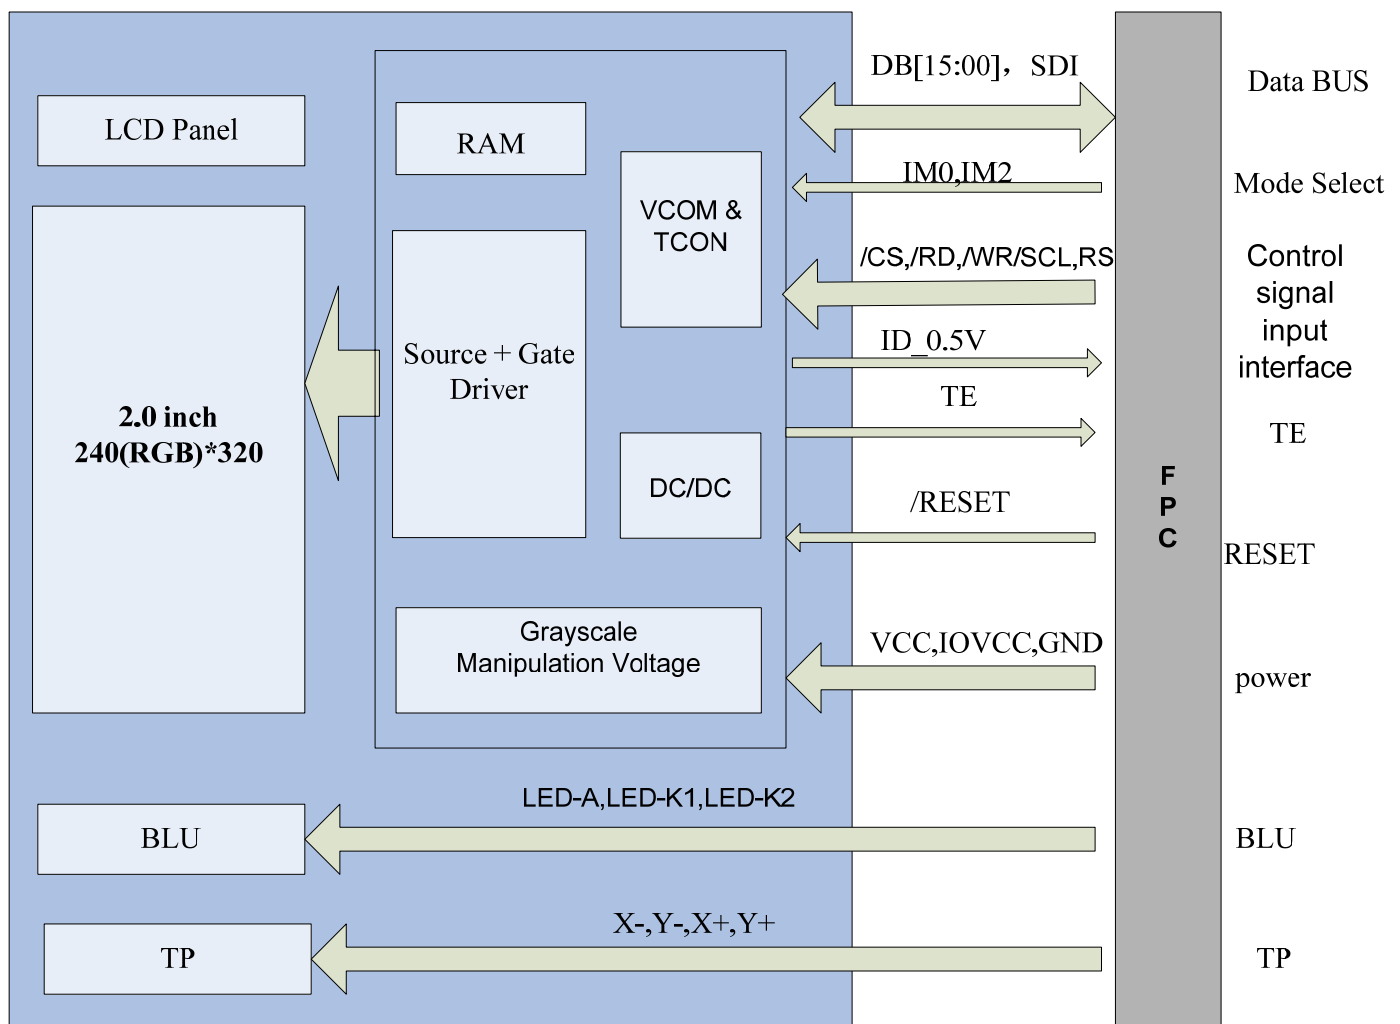 LCD Panel
2.0 inch
240(RGB)*320
RAM
VCOM &
TCON
Source + Gate
Driver
DC/DC
Grayscale
Manipulation Voltage
BLU
TP
DB[15:00]，SDI
IM0,IM2
/CS,/RD,/WR/SCL,RS
ID_0.5V
TE
/RESET
VCC,IOVCC,GND
LED-A,LED-K1,LED-K2
X-,Y-,X+,Y+
F
P
C
Data BUS
Mode Select
Control
signal
input
interface
TE
RESET
power
BLU
TP